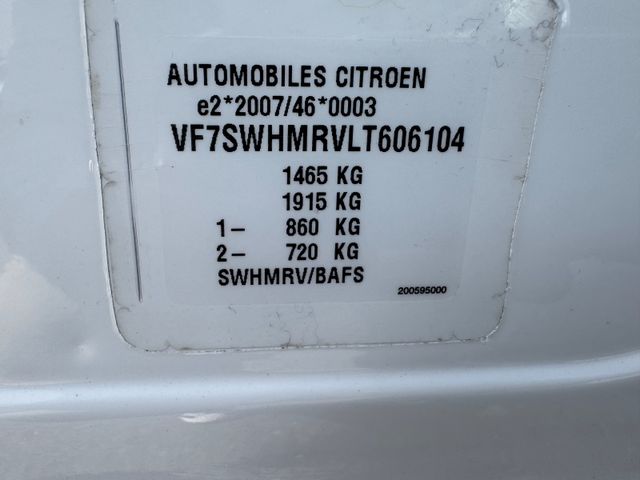 AUTOMOBILES CITROEN
e2*2007/46*0003
VF7SWHMRVLT606104
1465 KG
1915 KG
1- 860 KG
2- 720 KG
SWHMRV/BAFS
200595000